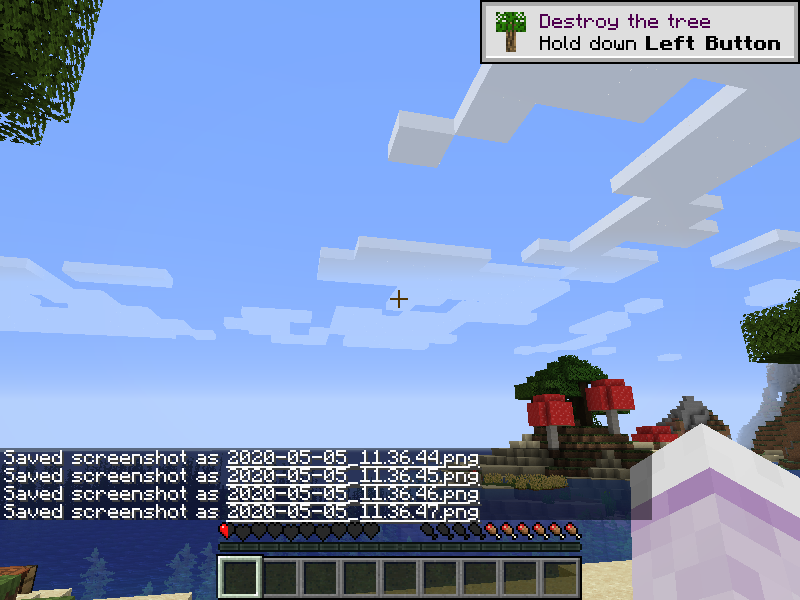 Destroy the tree
Hold down Left Button
Saved screenshot as 2020-05-05_11.36.44.png
Saved screenshot as 2020-05-05_11.36.45.png
Saved screenshot as 2020-05-05_11.36.46.png
Saved screenshot as 2020-05-05_11.36.47.png